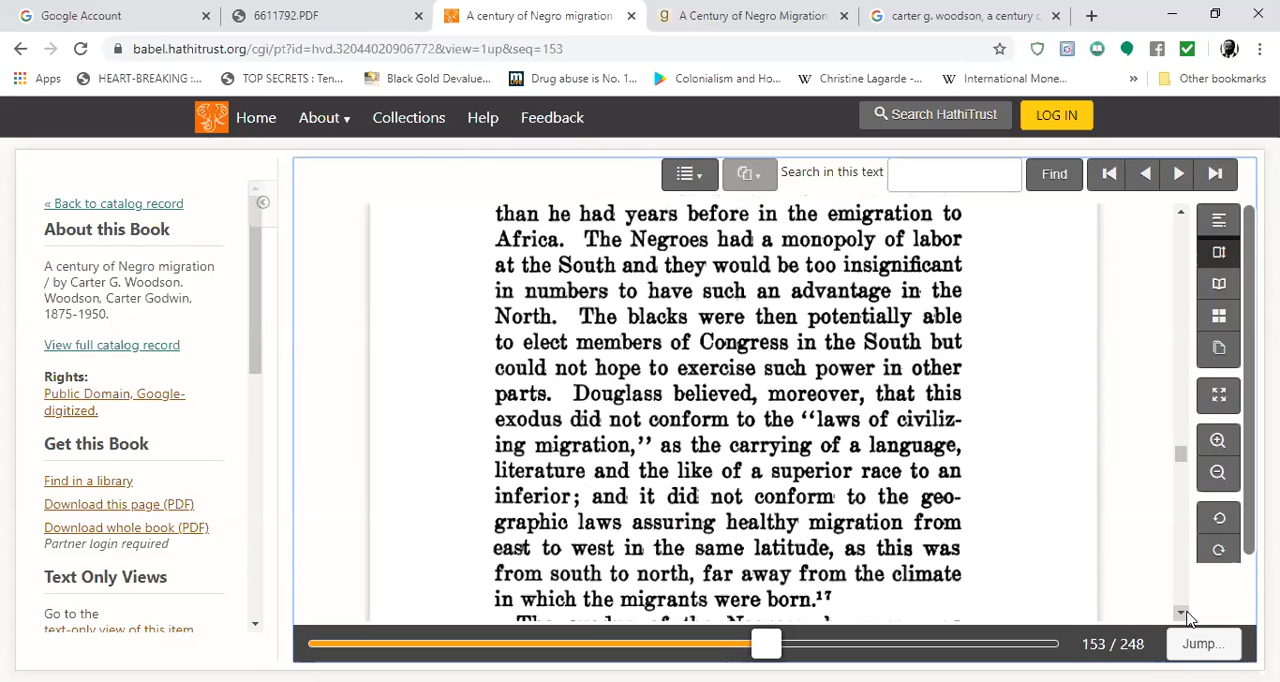 Google Account
6611792.PDF
A century of Negro migration
A Century of Negro Migration
carter g. woodson, a century c
babel.hathitrust.org/cgi/pt?id=hvd.32044020906772&view=1up&seq=153
Apps
HEART-BREAKING :...
TOP SECRETS : Ten...
Black Gold Devalue...
Drug abuse is No. 1...
Colonialism and Ho...
Christine Lagarde -...
International Mone...
»
Other bookmarks
Home
About
Collections
Help
Feedback
Search HathiTrust
LOG IN
« Back to catalog record
About this Book
A century of Negro migration
/ by Carter G. Woodson.
Woodson, Carter Godwin,
1875-1950.
View full catalog record
Rights:
Public Domain, Google-
digitized.
Get this Book
Find in a library
Download this page (PDF)
Download whole book (PDF)
Partner login required
Text Only Views
Go to the
text-only view of this item
Search in this text
Find
than he had years before in the emigration to
Africa. The Negroes had a monopoly of labor
at the South and they would be too insignificant
in numbers to have such an advantage in the
North. The blacks were then potentially able
to elect members of Congress in the South but
could not hope to exercise such power in other
parts. Douglass believed, moreover, that this
exodus did not conform to the “laws of civiliz-
ing migration,” as the carrying of a language,
literature and the like of a superior race to an
inferior; and it did not conform to the geo-
graphic laws assuring healthy migration from
east to west in the same latitude, as this was
from south to north, far away from the climate
in which the migrants were born.17
153 / 248
Jump...